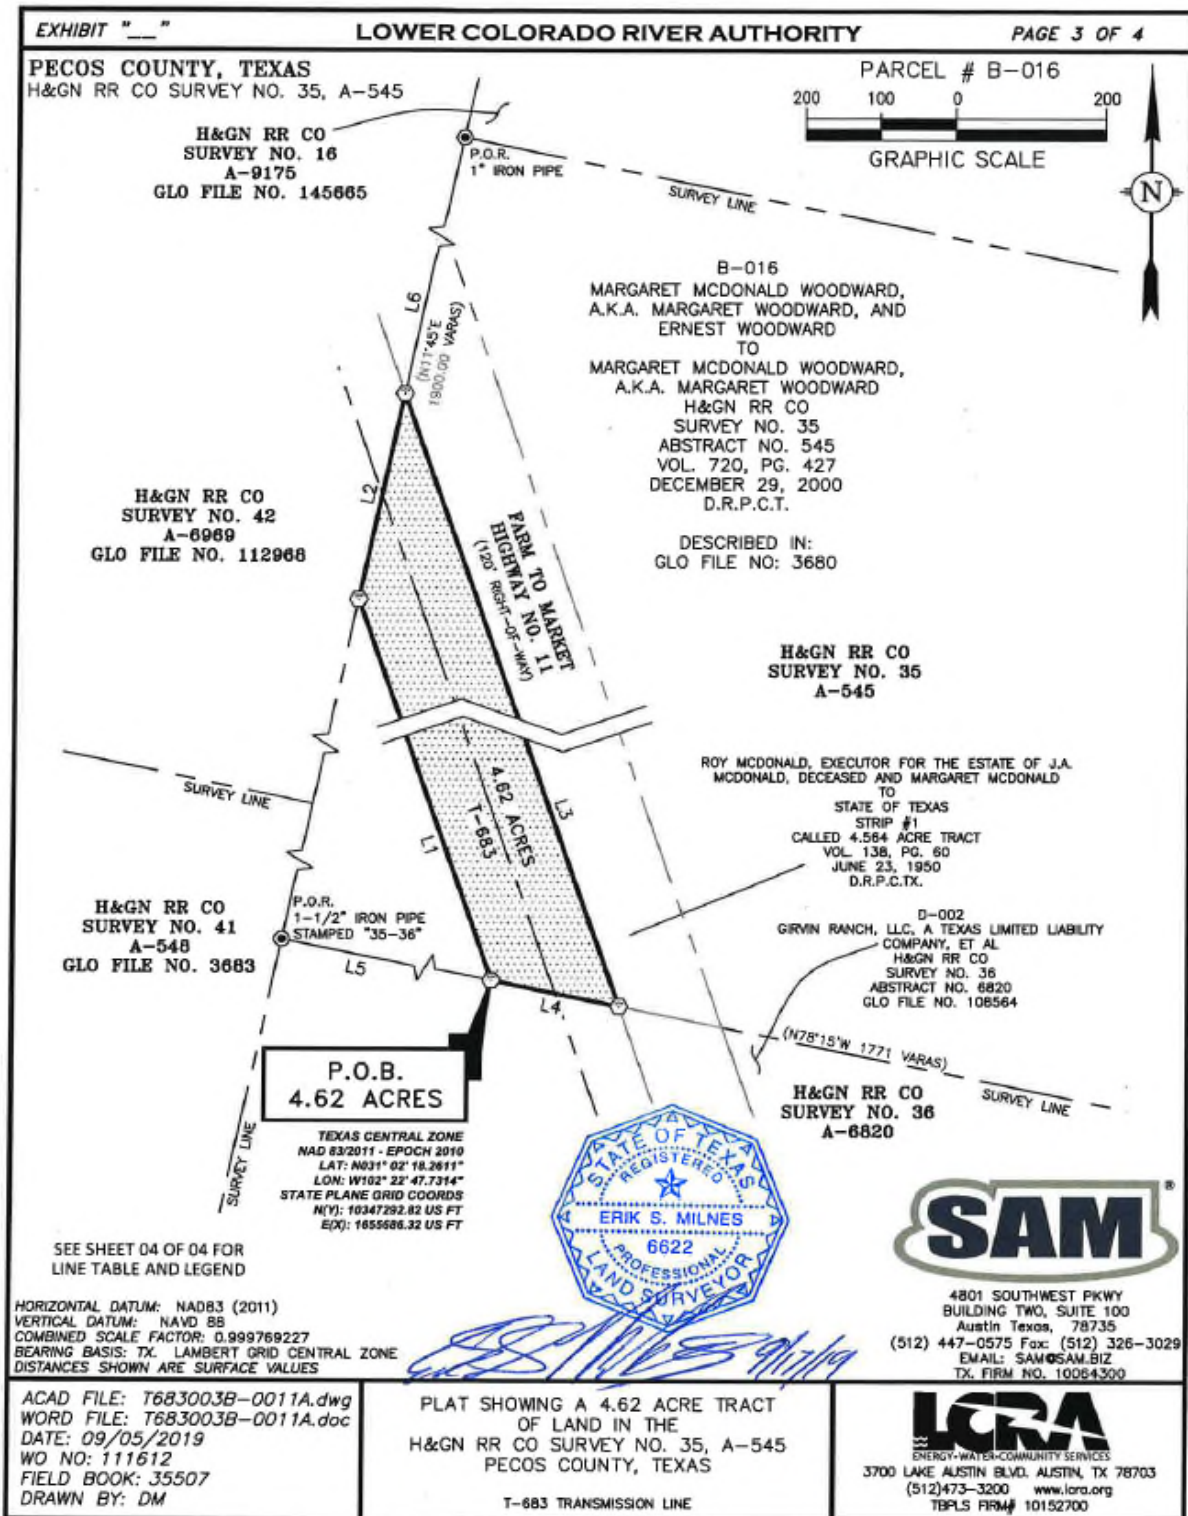 EXHIBIT "__"
LOWER COLORADO RIVER AUTHORITY
PAGE 3 OF 4
PECOS COUNTY, TEXAS
H&GN RR CO SURVEY NO. 35, A-545
PARCEL # B-016
200 100 0 200
GRAPHIC SCALE
N
H&GN RR CO
SURVEY NO. 16
A-9175
GLO FILE NO. 145665
P.O.R.
1" IRON PIPE
SURVEY LINE
L6
(N11°45'E
1900.00 VARAS)
B-016
MARGARET MCDONALD WOODWARD,
A.K.A. MARGARET WOODWARD, AND
ERNEST WOODWARD
TO
MARGARET MCDONALD WOODWARD,
A.K.A. MARGARET WOODWARD
H&GN RR CO
SURVEY NO. 35
ABSTRACT NO. 545
VOL. 720, PG. 427
DECEMBER 29, 2000
D.R.P.C.T.
DESCRIBED IN:
GLO FILE NO: 3680
L2
H&GN RR CO
SURVEY NO. 42
A-6969
GLO FILE NO. 112968
FARM TO MARKET
HIGHWAY NO. 11
(120' RIGHT-OF-WAY)
H&GN RR CO
SURVEY NO. 35
A-545
SURVEY LINE
L1
4.62 ACRES
T-683
L3
ROY MCDONALD, EXECUTOR FOR THE ESTATE OF J.A.
MCDONALD, DECEASED AND MARGARET MCDONALD
TO
STATE OF TEXAS
STRIP #1
CALLED 4.564 ACRE TRACT
VOL. 138, PG. 60
JUNE 23, 1950
D.R.P.C.TX.
H&GN RR CO
SURVEY NO. 41
A-548
GLO FILE NO. 3683
P.O.R.
1-1/2" IRON PIPE
STAMPED "35-36"
L5
L4
D-002
GIRVIN RANCH, LLC, A TEXAS LIMITED LIABILITY
COMPANY, ET AL
H&GN RR CO
SURVEY NO. 36
ABSTRACT NO. 6820
GLO FILE NO. 108564
(N78°15'W 1771 VARAS)
SURVEY LINE
H&GN RR CO
SURVEY NO. 36
A-6820
P.O.B.
4.62 ACRES
SURVEY LINE
TEXAS CENTRAL ZONE
NAD 83/2011 - EPOCH 2010
LAT: N031° 02' 18.2611"
LON: W102° 22' 47.7314"
STATE PLANE GRID COORDS
N(Y): 10347292.82 US FT
E(X): 1655686.32 US FT
STATE OF TEXAS
REGISTERED
ERIK S. MILNES
6622
PROFESSIONAL
LAND SURVEYOR
9/17/19
SAM®
4801 SOUTHWEST PKWY
BUILDING TWO, SUITE 100
Austin Texas, 78735
(512) 447-0575 Fax: (512) 326-3029
EMAIL: SAM@SAM.BIZ
TX. FIRM NO. 10064300
SEE SHEET 04 OF 04 FOR
LINE TABLE AND LEGEND
HORIZONTAL DATUM: NAD83 (2011)
VERTICAL DATUM: NAVD 88
COMBINED SCALE FACTOR: 0.999769227
BEARING BASIS: TX. LAMBERT GRID CENTRAL ZONE
DISTANCES SHOWN ARE SURFACE VALUES
ACAD FILE: T683003B-0011A.dwg
WORD FILE: T683003B-0011A.doc
DATE: 09/05/2019
WO NO: 111612
FIELD BOOK: 35507
DRAWN BY: DM
PLAT SHOWING A 4.62 ACRE TRACT
OF LAND IN THE
H&GN RR CO SURVEY NO. 35, A-545
PECOS COUNTY, TEXAS
T-683 TRANSMISSION LINE
LCRA
ENERGY•WATER•COMMUNITY SERVICES
3700 LAKE AUSTIN BLVD. AUSTIN, TX 78703
(512)473-3200 www.lcra.org
TBPLS FIRM# 10152700